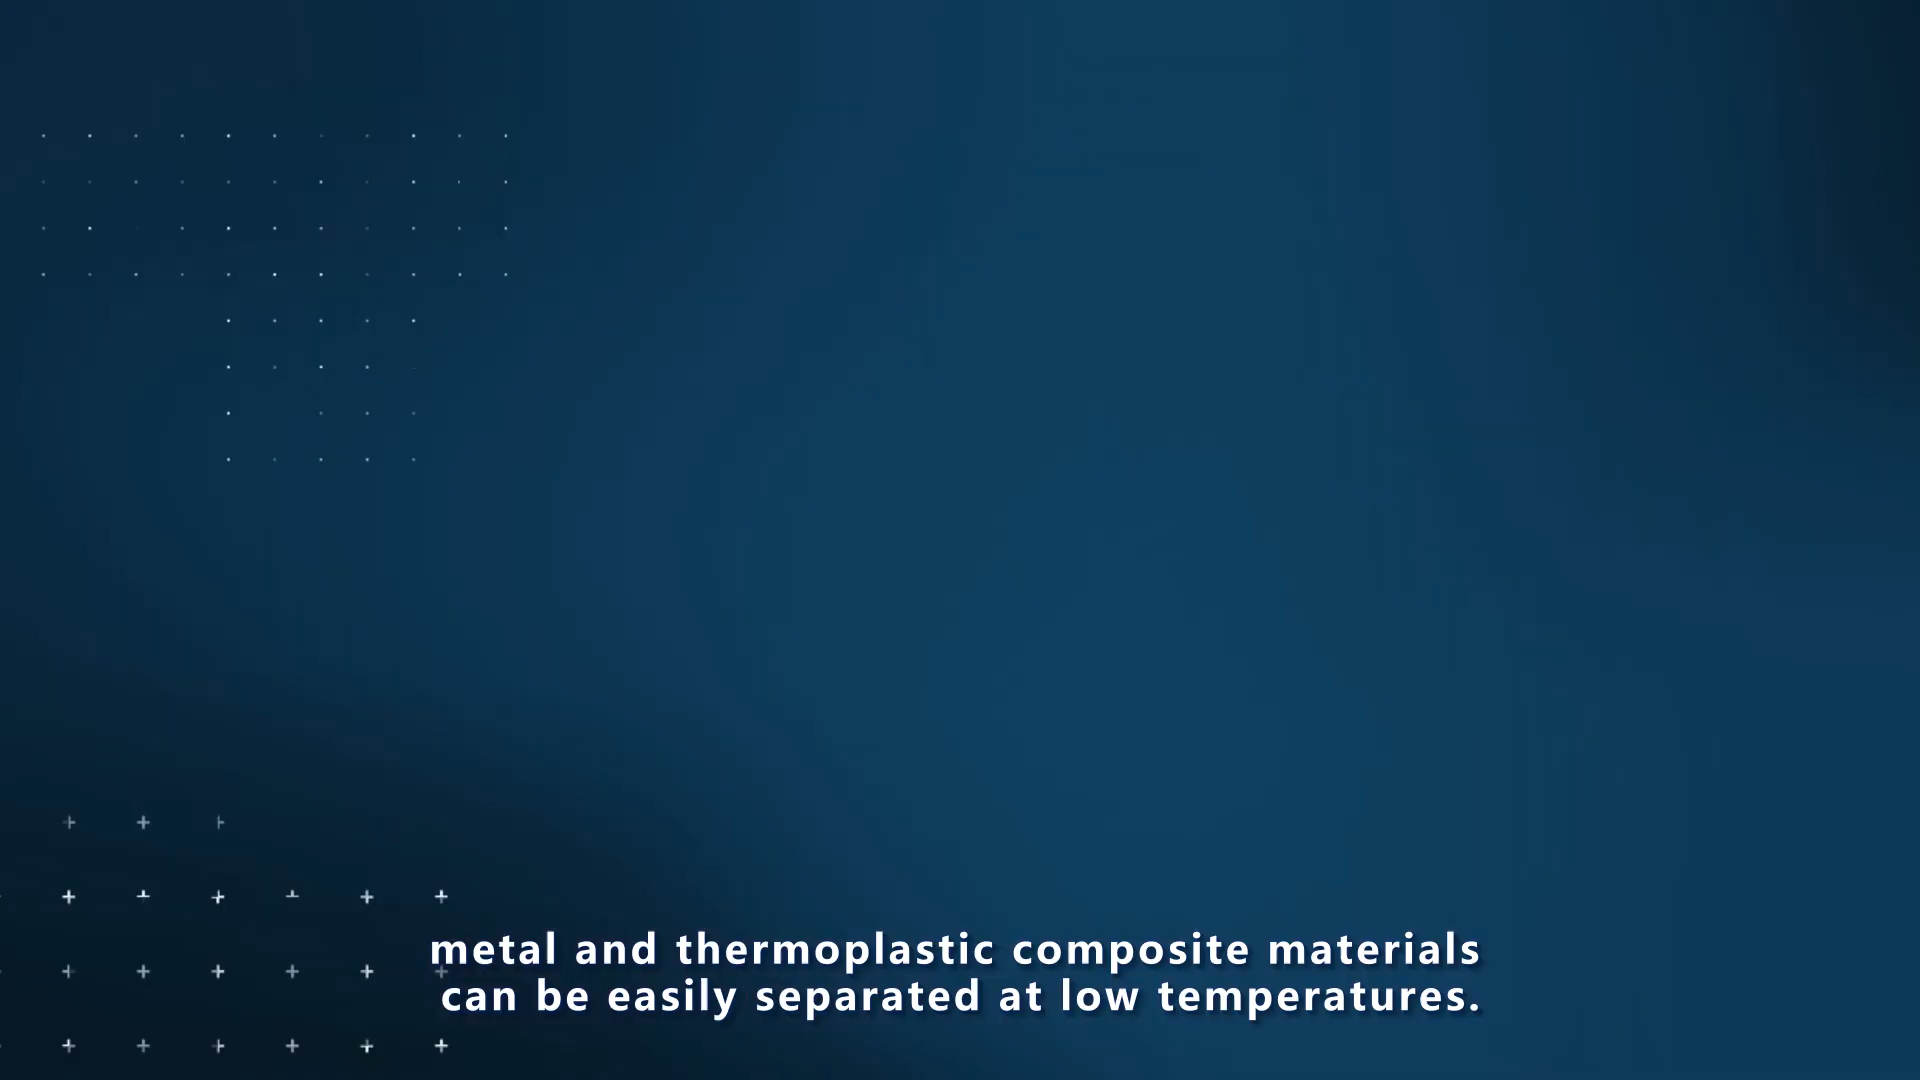 metal and thermoplastic composite materials
can be easily separated at low temperatures.